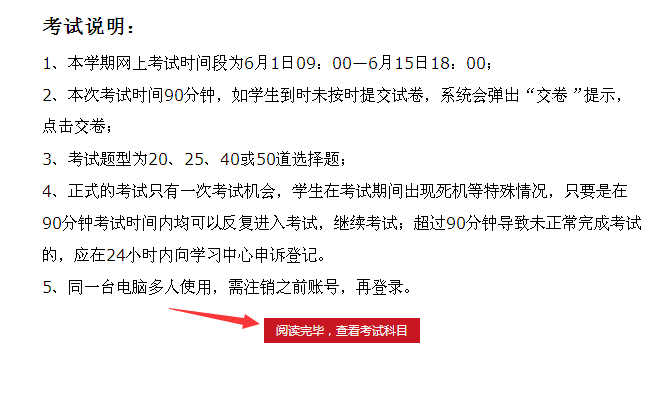 考试说明：
1、本学期网上考试时间段为6月1日09：00—6月15日18：00；
2、本次考试时间90分钟，如学生到时未按时提交试卷，系统会弹出“交卷”提示，
点击交卷；
3、考试题型为20、25、40或50道选择题；
4、正式的考试只有一次考试机会，学生在考试期间出现死机等特殊情况，只要是在
90分钟考试时间内均可以反复进入考试，继续考试；超过90分钟导致未正常完成考试
的，应在24小时内向学习中心申诉登记。
5、同一台电脑多人使用，需注销之前账号，再登录。
阅读完毕，查看考试科目